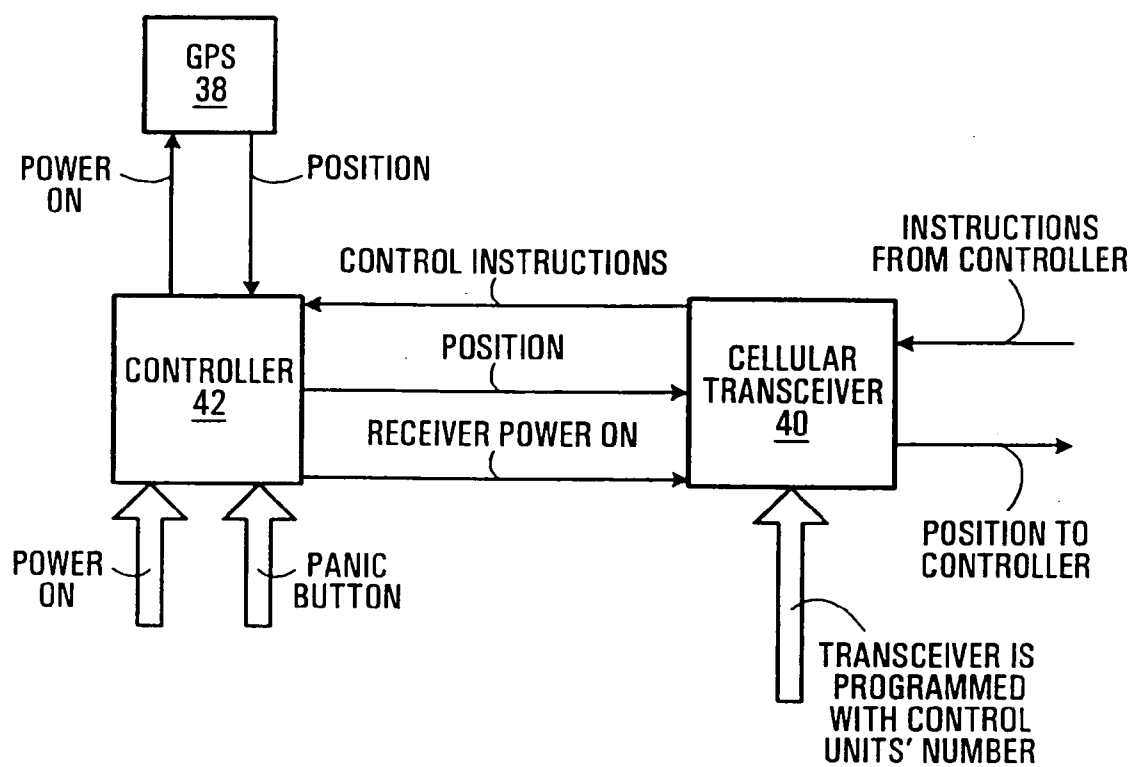 GPS
38
POWER
ON
POSITION
CONTROL INSTRUCTIONS
INSTRUCTIONS
FROM CONTROLLER
CONTROLLER
42
POSITION
CELLULAR
TRANSCEIVER
40
RECEIVER POWER ON
POWER
ON
PANIC
BUTTON
POSITION TO
CONTROLLER
TRANSCEIVER IS
PROGRAMMED
WITH CONTROL
UNITS' NUMBER